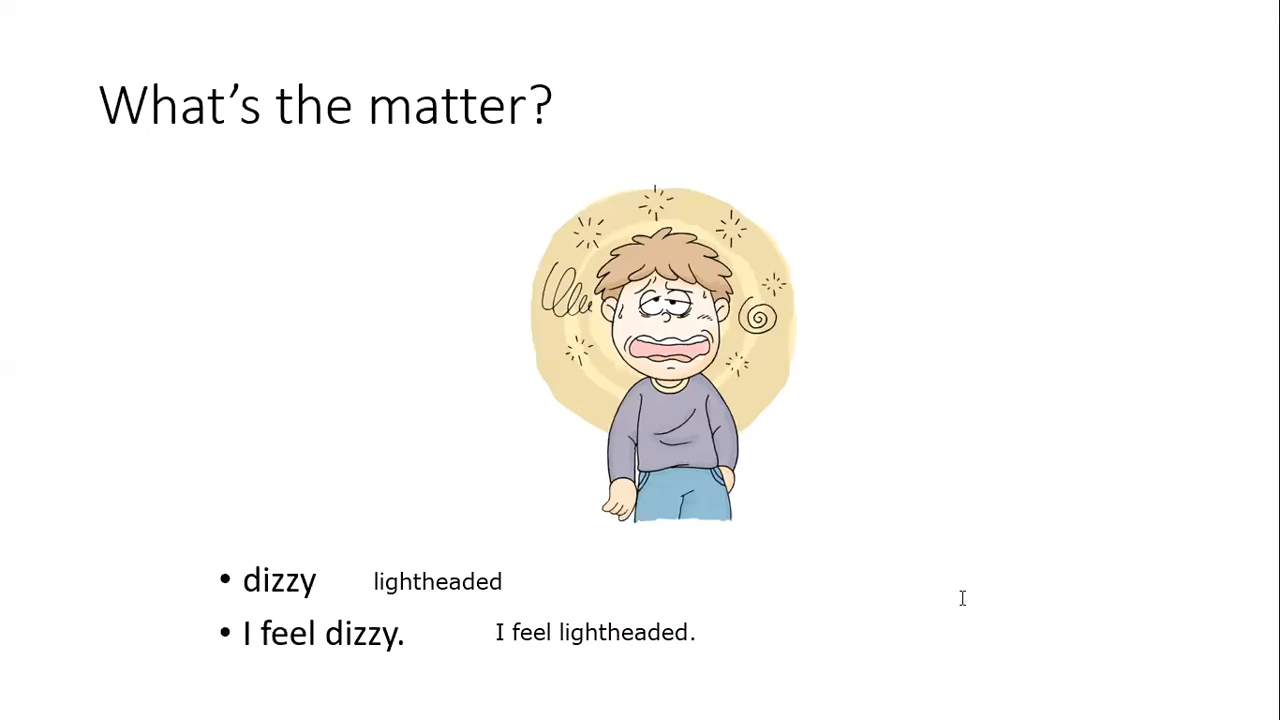 What’s the matter?
• dizzy lightheaded
• I feel dizzy. I feel lightheaded.